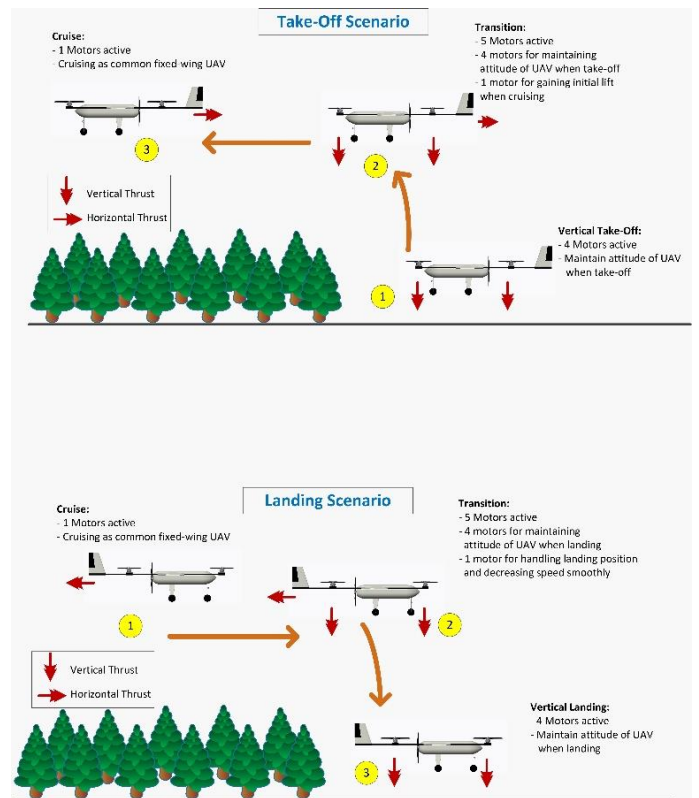 Take-Off Scenario
Cruise:
- 1 Motors active
- Cruising as common fixed-wing UAV
Transition:
- 5 Motors active
- 4 motors for maintaining
attitude of UAV when take-off
- 1 motor for gaining initial lift
when cruising
3
2
Vertical Thrust
Horizontal Thrust
Vertical Take-Off:
- 4 Motors active
- Maintain attitude of UAV
when take-off
1
Landing Scenario
Cruise:
- 1 Motors active
- Cruising as common fixed-wing UAV
Transition:
- 5 Motors active
- 4 motors for maintaining
attitude of UAV when landing
- 1 motor for handling landing position
and decreasing speed smoothly
1
2
Vertical Thrust
Horizontal Thrust
Vertical Landing:
4 Motors active
- Maintain attitude of UAV
when landing
3